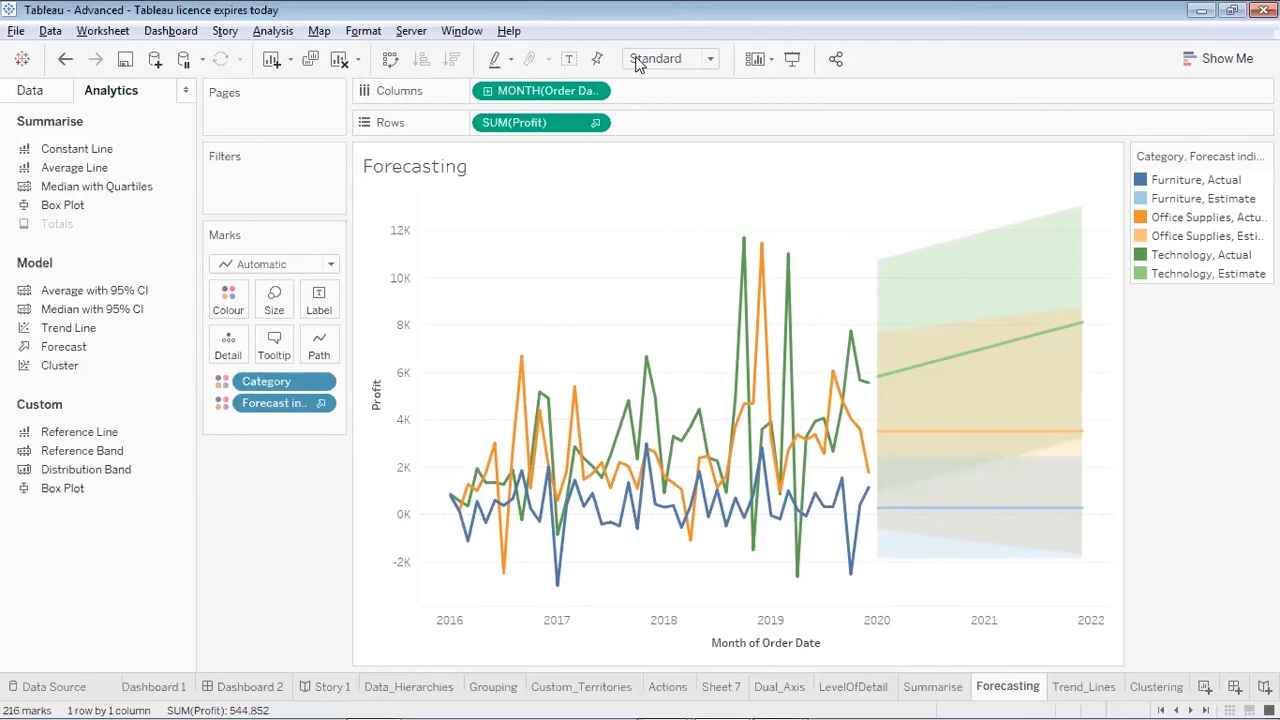 Tableau - Advanced - Tableau licence expires today
File Data Worksheet Dashboard Story Analysis Map Format Server Window Help
Standard
Show Me
Data Analytics
Pages
Columns MONTH(Order Da..
Rows SUM(Profit)
Summarise
Constant Line
Average Line
Median with Quartiles
Box Plot
Totals
Model
Average with 95% CI
Median with 95% CI
Trend Line
Forecast
Cluster
Custom
Reference Line
Reference Band
Distribution Band
Box Plot
Filters
Marks
Automatic
Colour Size Label
Detail Tooltip Path
Category
Forecast in..
Forecasting
12K
10K
8K
6K
4K
2K
0K
-2K
Profit
2016 2017 2018 2019 2020 2021 2022
Month of Order Date
Category, Forecast indi...
Furniture, Actual
Furniture, Estimate
Office Supplies, Actu..
Office Supplies, Esti..
Technology, Actual
Technology, Estimate
Data Source Dashboard 1 Dashboard 2 Story 1 Data_Hierarchies Grouping Custom_Territories Actions Sheet 7 Dual_Axis LevelOfDetail Summarise Forecasting Trend_Lines Clustering
216 marks 1 row by 1 column SUM(Profit): 544.852